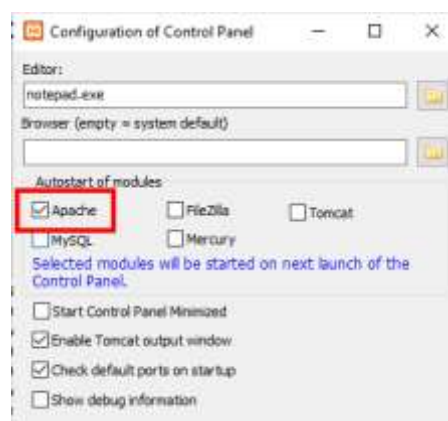 Configuration of Control Panel
Editor:
notepad.exe
Browser (empty = system default)
Autostart of modules
Apache FileZilla Tomcat
MySQL Mercury
Selected modules will be started on next launch of the
Control Panel.
Start Control Panel Minimized
Enable Tomcat output window
Check default ports on startup
Show debug information